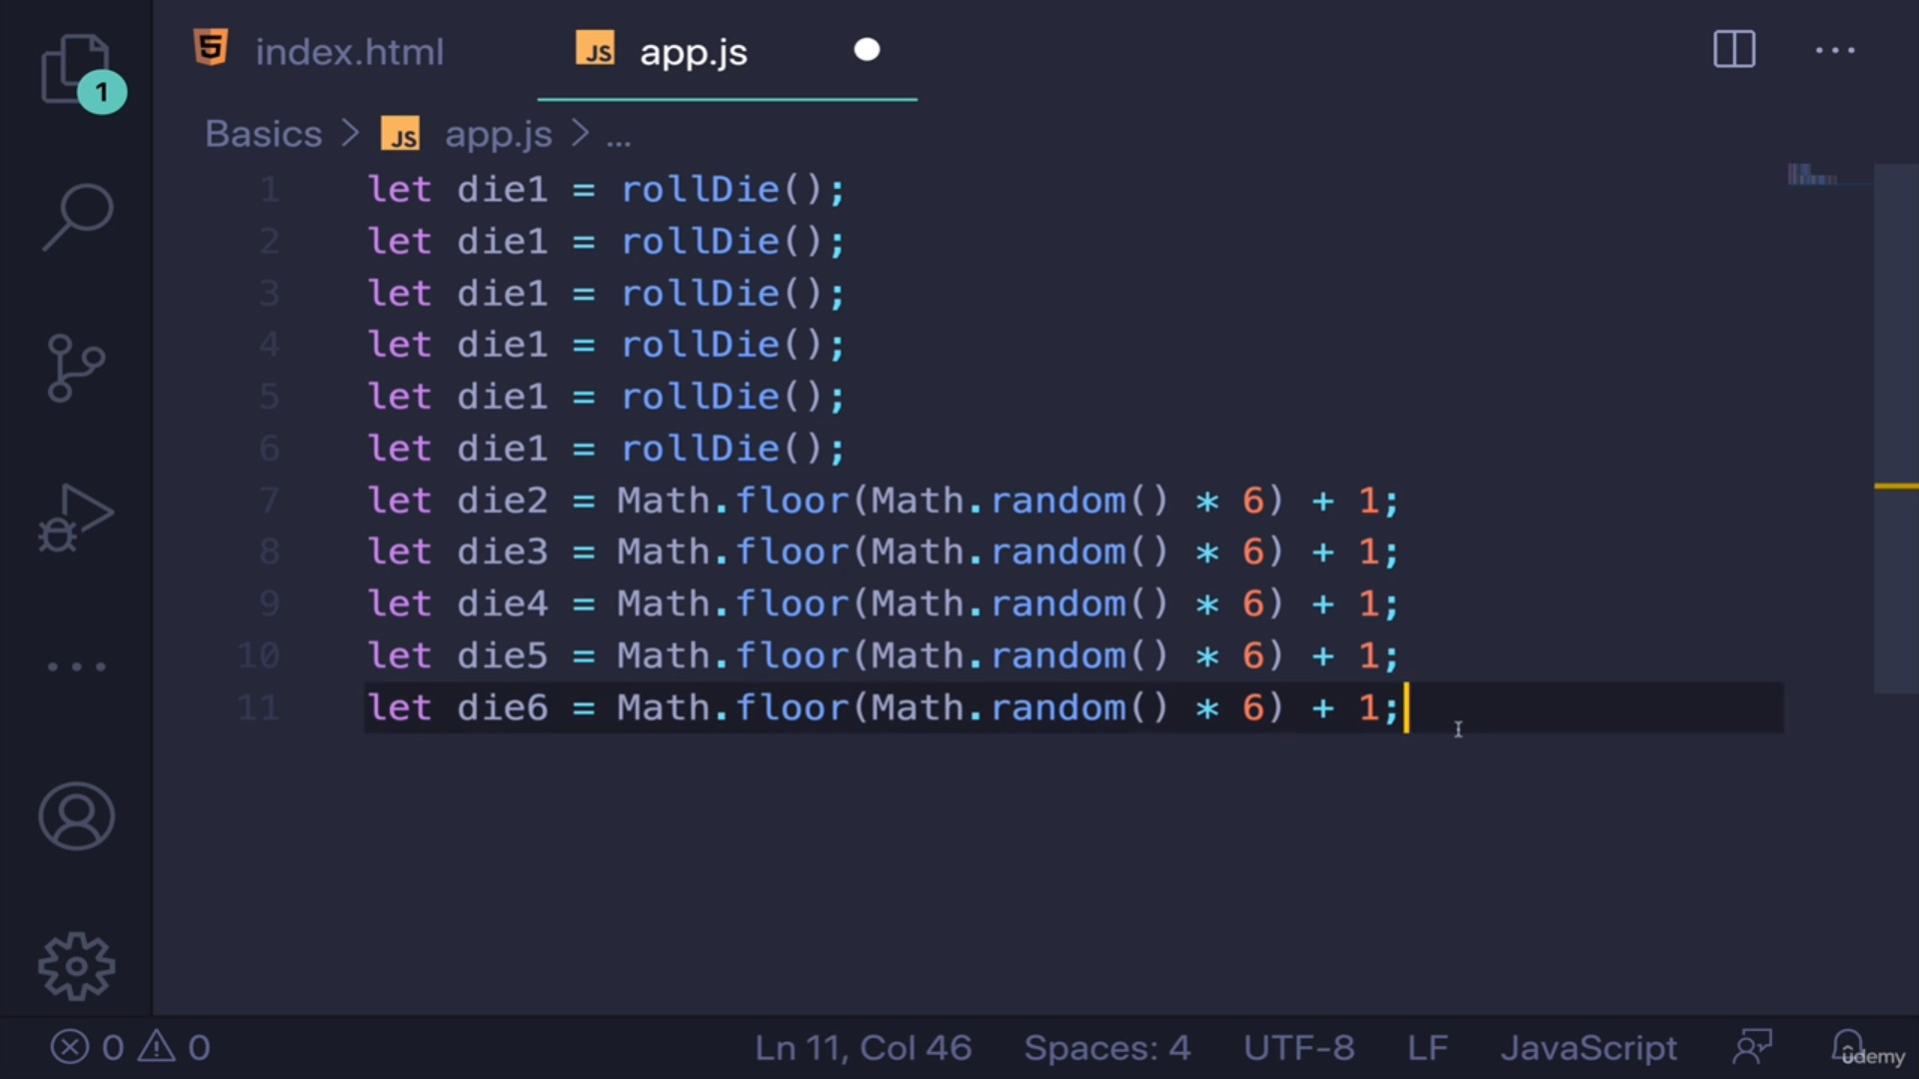 index.html
JS app.js
1
Basics > JS app.js > ...
1 let die1 = rollDie();
2 let die1 = rollDie();
3 let die1 = rollDie();
4 let die1 = rollDie();
5 let die1 = rollDie();
6 let die1 = rollDie();
7 let die2 = Math.floor(Math.random() * 6) + 1;
8 let die3 = Math.floor(Math.random() * 6) + 1;
9 let die4 = Math.floor(Math.random() * 6) + 1;
10 let die5 = Math.floor(Math.random() * 6) + 1;
11 let die6 = Math.floor(Math.random() * 6) + 1;
0 0 Ln 11, Col 46 Spaces: 4 UTF-8 LF JavaScript
ûdemy